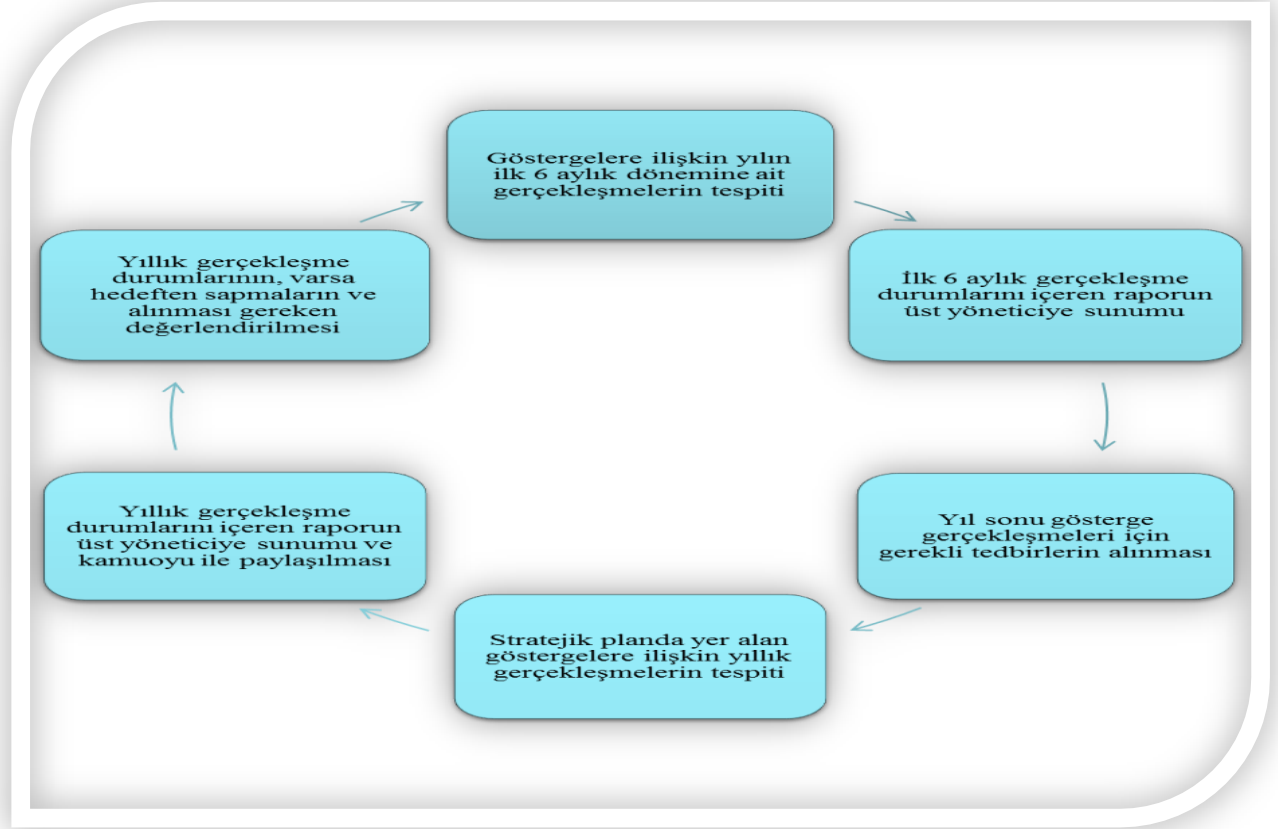 Göstergelere ilişkin yılın
ilk 6 aylık dönemine ait
gerçekleşmelerin tespiti
İlk 6 aylık gerçekleşme
durumlarını içeren raporun
üst yöneticiye sunumu
Yıl sonu gösterge
gerçekleşmeleri için
gerekli tedbirlerin alınması
Stratejik planda yer alan
göstergelere ilişkin yıllık
gerçekleşmelerin tespiti
Yıllık gerçekleşme
durumlarını içeren raporun
üst yöneticiye sunumu ve
kamuoyu ile paylaşılması
Yıllık gerçekleşme
durumlarının, varsa
hedeften sapmaların ve
alınması gereken
değerlendirilmesi